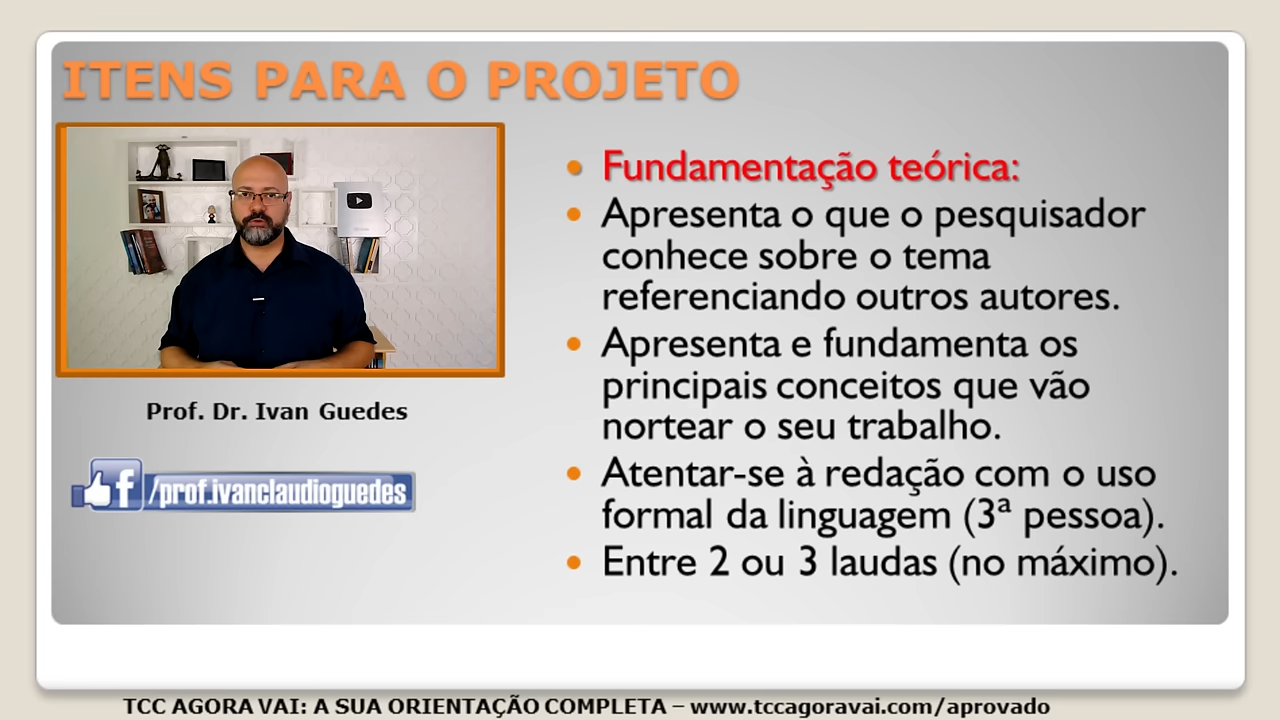 ITENS PARA O PROJETO
Prof. Dr. Ivan Guedes
f /prof.ivanclaudioguedes
• Fundamentação teórica:
• Apresenta o que o pesquisador
conhece sobre o tema
referenciando outros autores.
• Apresenta e fundamenta os
principais conceitos que vão
nortear o seu trabalho.
• Atentar-se à redação com o uso
formal da linguagem (3ª pessoa).
• Entre 2 ou 3 laudas (no máximo).
TCC AGORA VAI: A SUA ORIENTAÇÃO COMPLETA – www.tccagoravai.com/aprovado